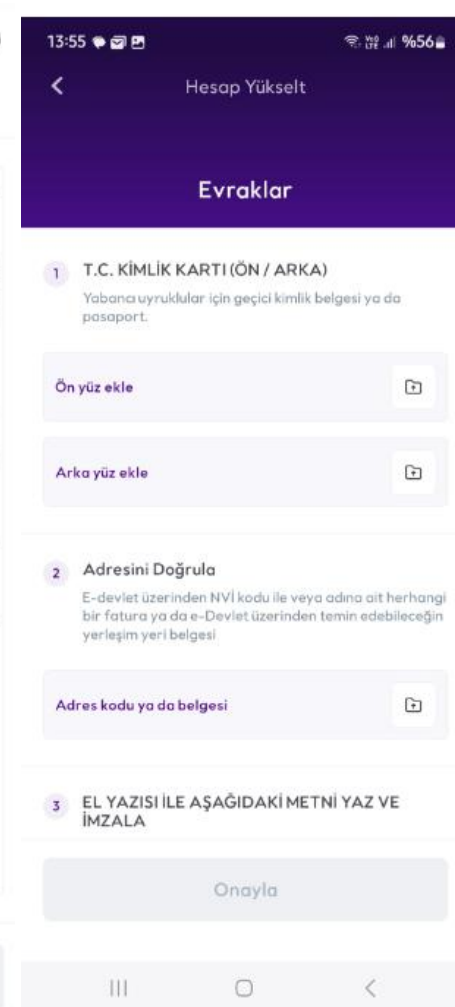 13:55 %56
Hesap Yükselt
Evraklar
1 T.C. KİMLİK KARTI (ÖN / ARKA)
Yabancı uyruklular için geçici kimlik belgesi ya da
pasaport.
Ön yüz ekle
Arka yüz ekle
2 Adresini Doğrula
E-devlet üzerinden NVİ kodu ile veya adına ait herhangi
bir fatura ya da e-Devlet üzerinden temin edebileceğin
yerleşim yeri belgesi
Adres kodu ya da belgesi
3 EL YAZISI İLE AŞAĞIDAKİ METNİ YAZ VE
İMZALA
Onayla